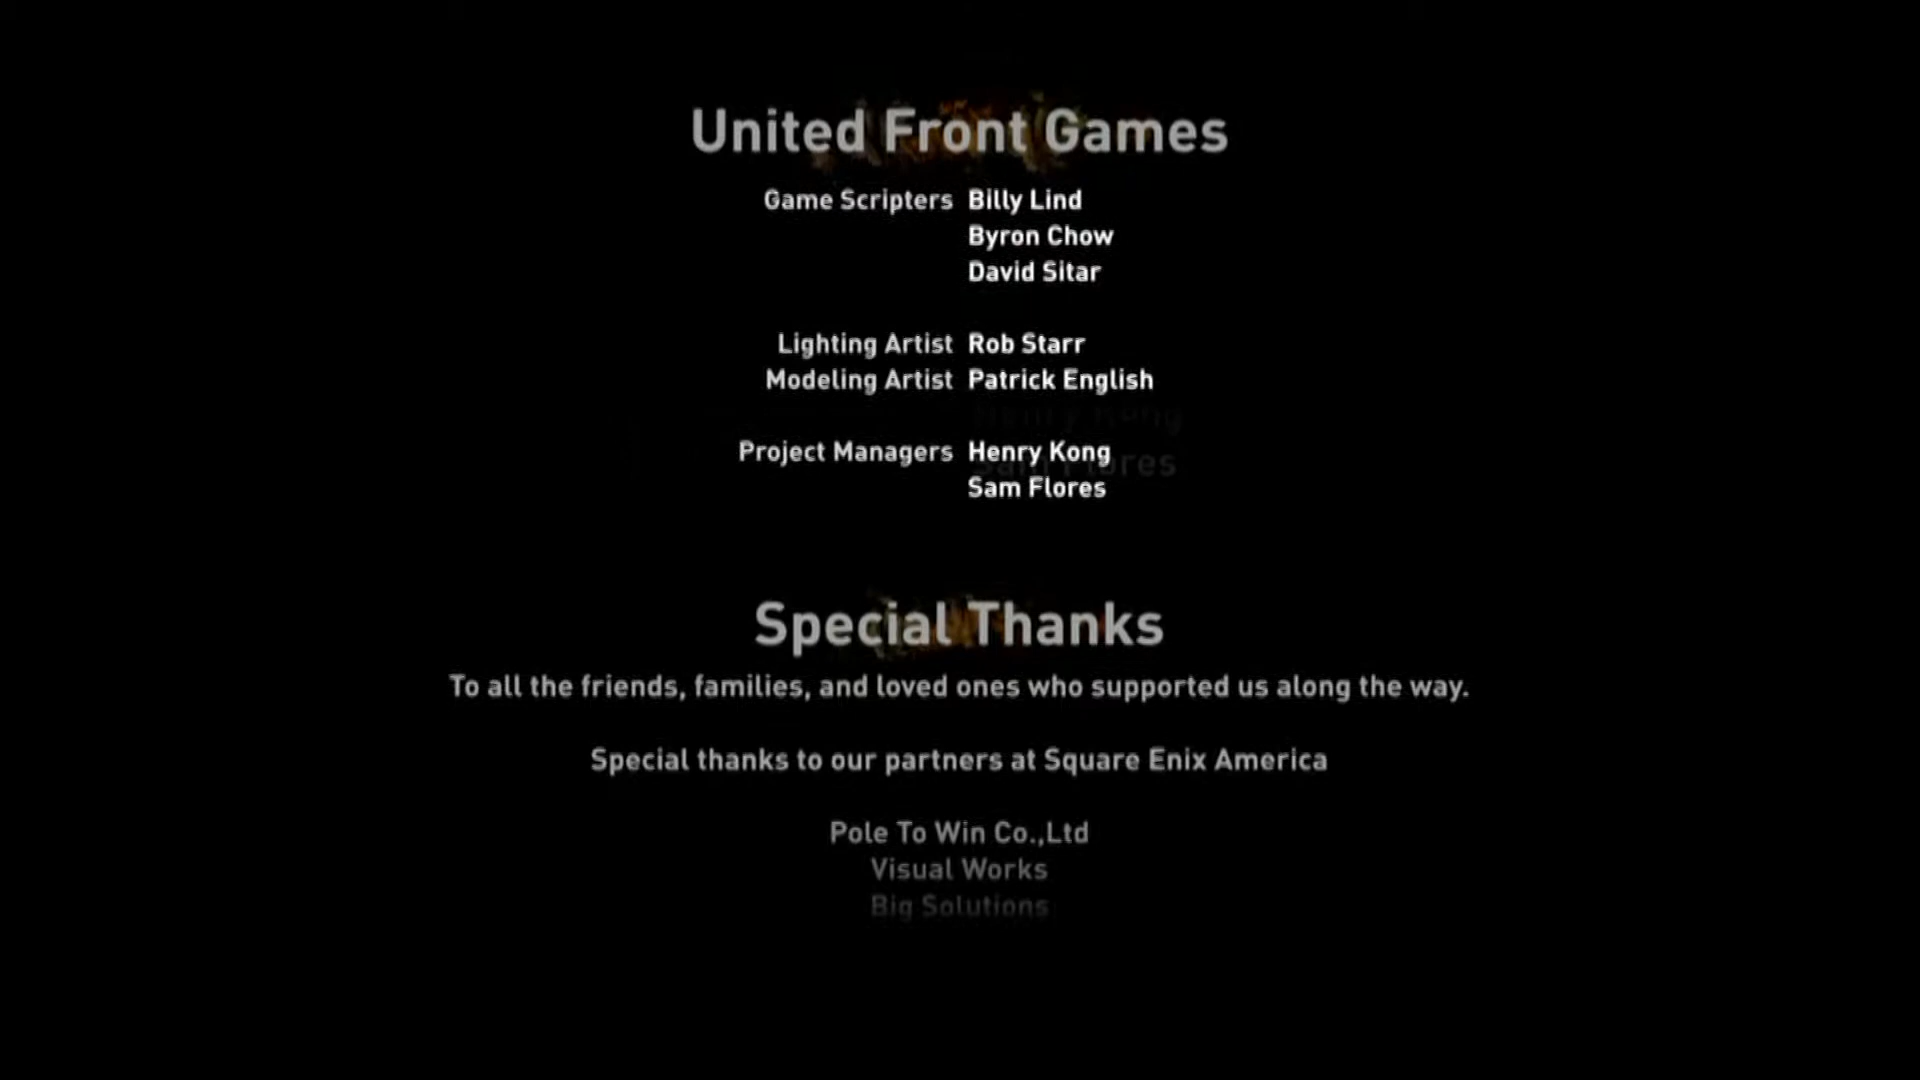 United Front Games
Game Scripters Billy Lind
Byron Chow
David Sitar
Lighting Artist Rob Starr
Modeling Artist Patrick English
Project Managers Henry Kong
Sam Flores
Special Thanks
To all the friends, families, and loved ones who supported us along the way.
Special thanks to our partners at Square Enix America
Pole To Win Co.,Ltd
Visual Works
Big Solutions